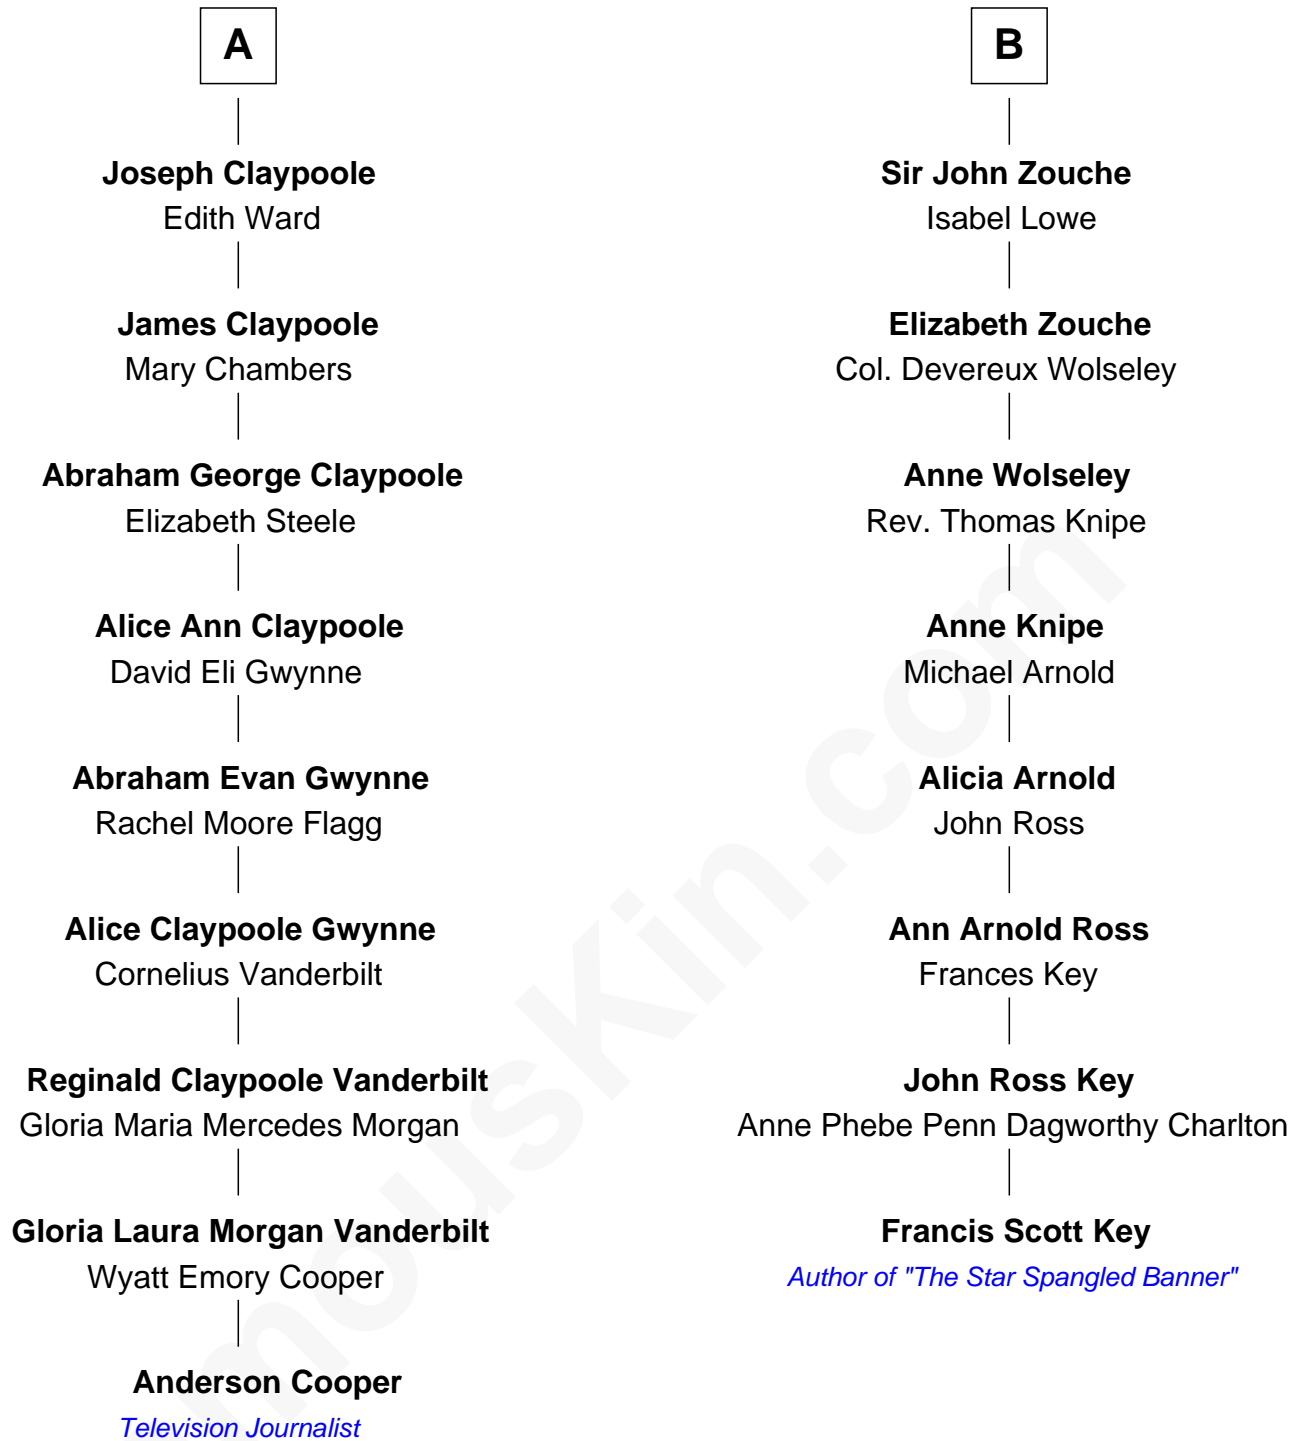 A
Joseph Claypoole
Edith Ward
James Claypoole
Mary Chambers
Abraham George Claypoole
Elizabeth Steele
Alice Ann Claypoole
David Eli Gwynne
Abraham Evan Gwynne
Rachel Moore Flagg
Alice Claypoole Gwynne
Cornelius Vanderbilt
Reginald Claypoole Vanderbilt
Gloria Maria Mercedes Morgan
Gloria Laura Morgan Vanderbilt
Wyatt Emory Cooper
Anderson Cooper
Television Journalist
B
Sir John Zouche
Isabel Lowe
Elizabeth Zouche
Col. Devereux Wolseley
Anne Wolseley
Rev. Thomas Knipe
Anne Knipe
Michael Arnold
Alicia Arnold
John Ross
Ann Arnold Ross
Frances Key
John Ross Key
Anne Phebe Penn Dagworthy Charlton
Francis Scott Key
Author of "The Star Spangled Banner"
mousKin.com